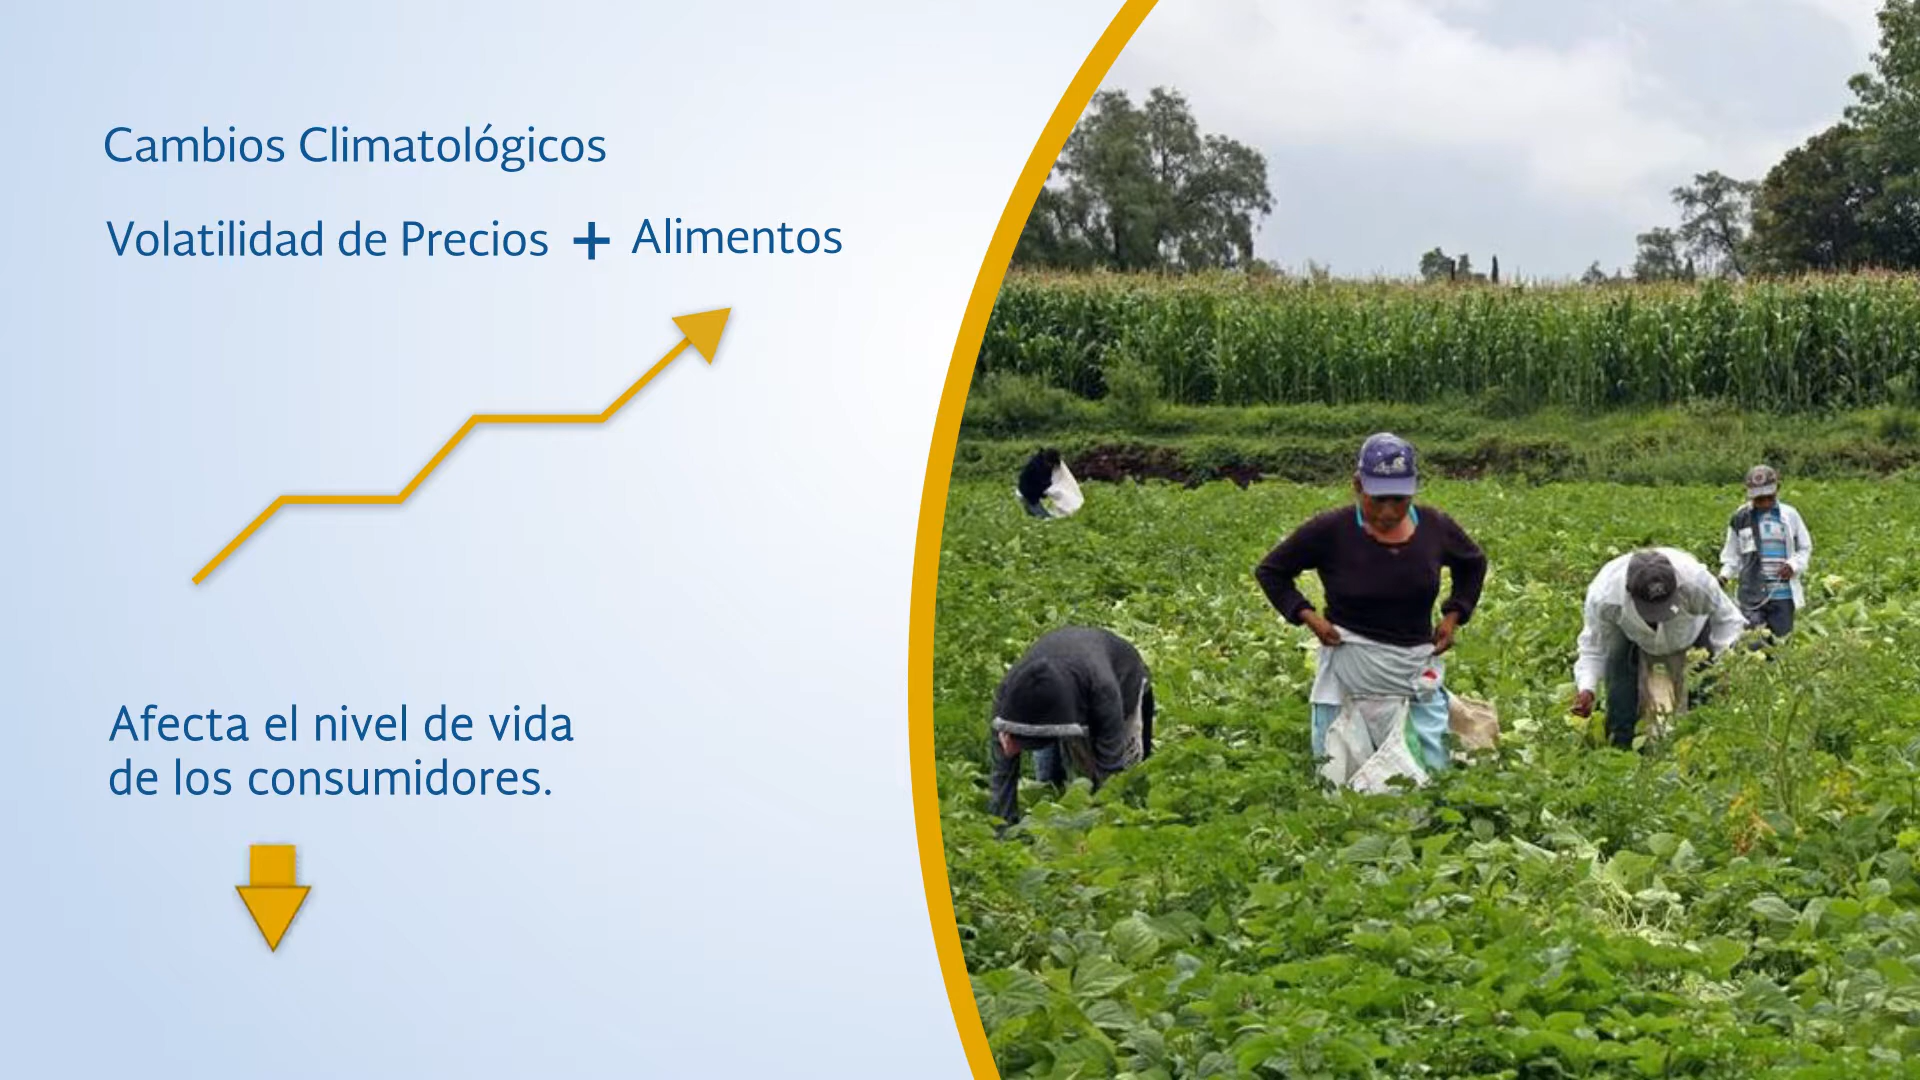 Cambios Climatológicos
Volatilidad de Precios + Alimentos
Afecta el nivel de vida
de los consumidores.